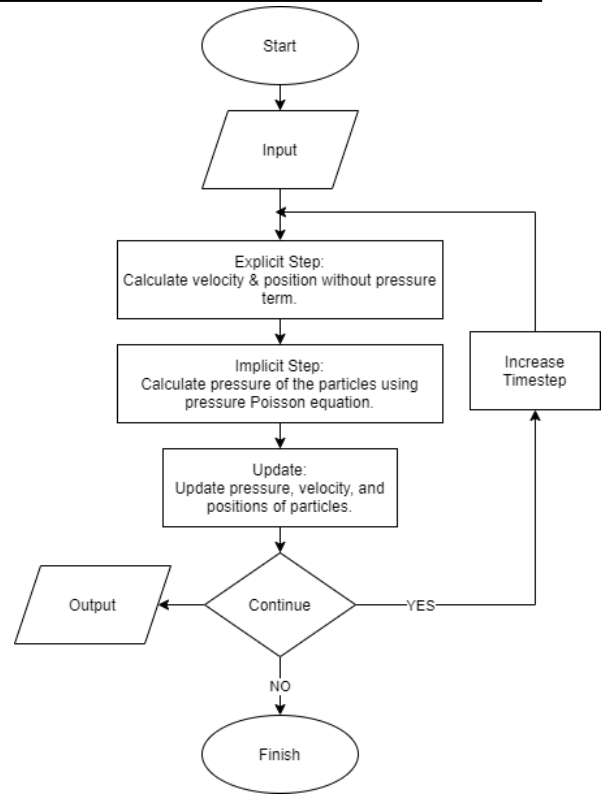 Start
Input
Explicit Step:
Calculate velocity & position without pressure
term.
Implicit Step:
Calculate pressure of the particles using
pressure Poisson equation.
Increase
Timestep
Update:
Update pressure, velocity, and
positions of particles.
Output
Continue
YES
NO
Finish